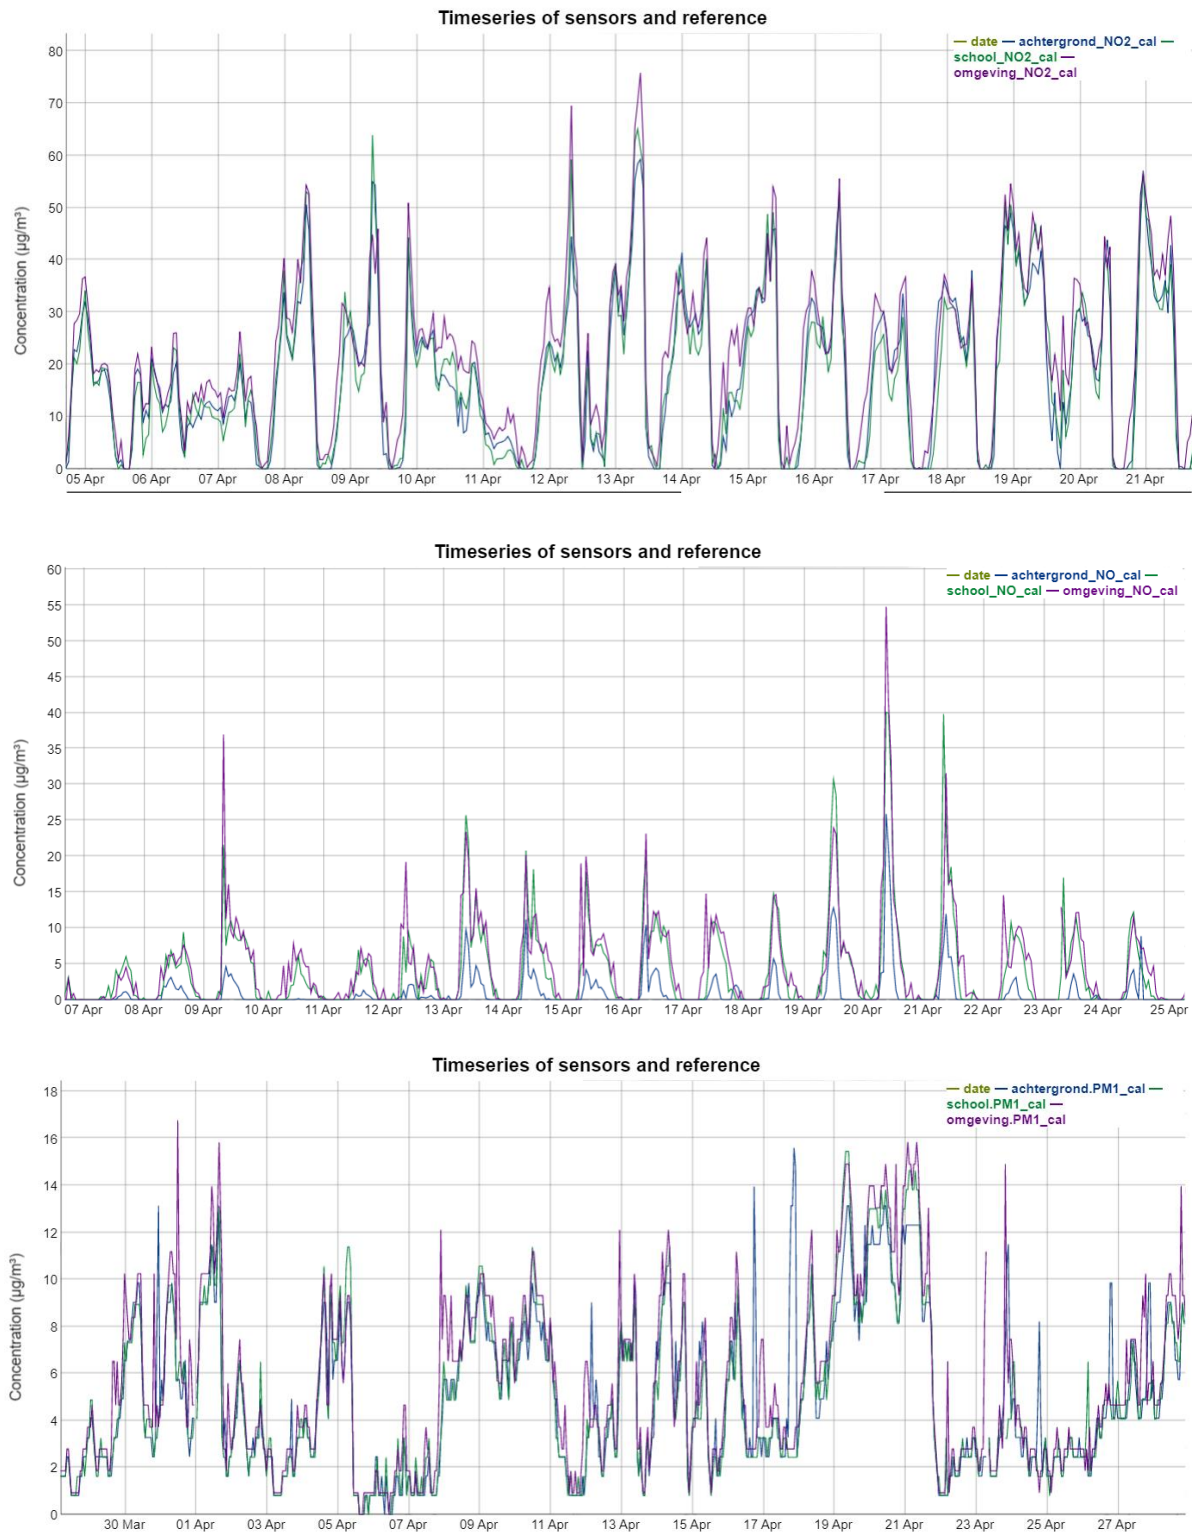 Timeseries of sensors and reference
— date — achtergrond_NO2_cal —
school_NO2_cal —
omgeving_NO2_cal
Concentration (µg/m³)
80
70
60
50
40
30
20
10
0
05 Apr 06 Apr 07 Apr 08 Apr 09 Apr 10 Apr 11 Apr 12 Apr 13 Apr 14 Apr 15 Apr 16 Apr 17 Apr 18 Apr 19 Apr 20 Apr 21 Apr
Timeseries of sensors and reference
— date — achtergrond_NO_cal —
school_NO_cal — omgeving_NO_cal
Concentration (µg/m³)
60
55
50
45
40
35
30
25
20
15
10
5
0
07 Apr 08 Apr 09 Apr 10 Apr 11 Apr 12 Apr 13 Apr 14 Apr 15 Apr 16 Apr 17 Apr 18 Apr 19 Apr 20 Apr 21 Apr 22 Apr 23 Apr 24 Apr 25 Apr
Timeseries of sensors and reference
— date — achtergrond.PM1_cal —
school.PM1_cal —
omgeving.PM1_cal
Concentration (µg/m³)
18
16
14
12
10
8
6
4
2
0
30 Mar 01 Apr 03 Apr 05 Apr 07 Apr 09 Apr 11 Apr 13 Apr 15 Apr 17 Apr 19 Apr 21 Apr 23 Apr 25 Apr 27 Apr